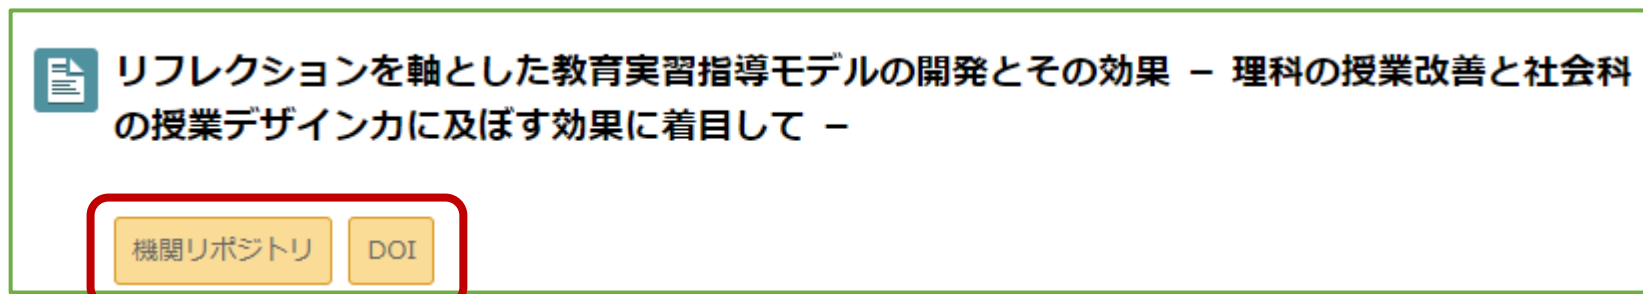 リフレクションを軸とした教育実習指導モデルの開発とその効果 － 理科の授業改善と社会科
の授業デザイン力に及ぼす効果に着目して －
機関リポジトリ DOI